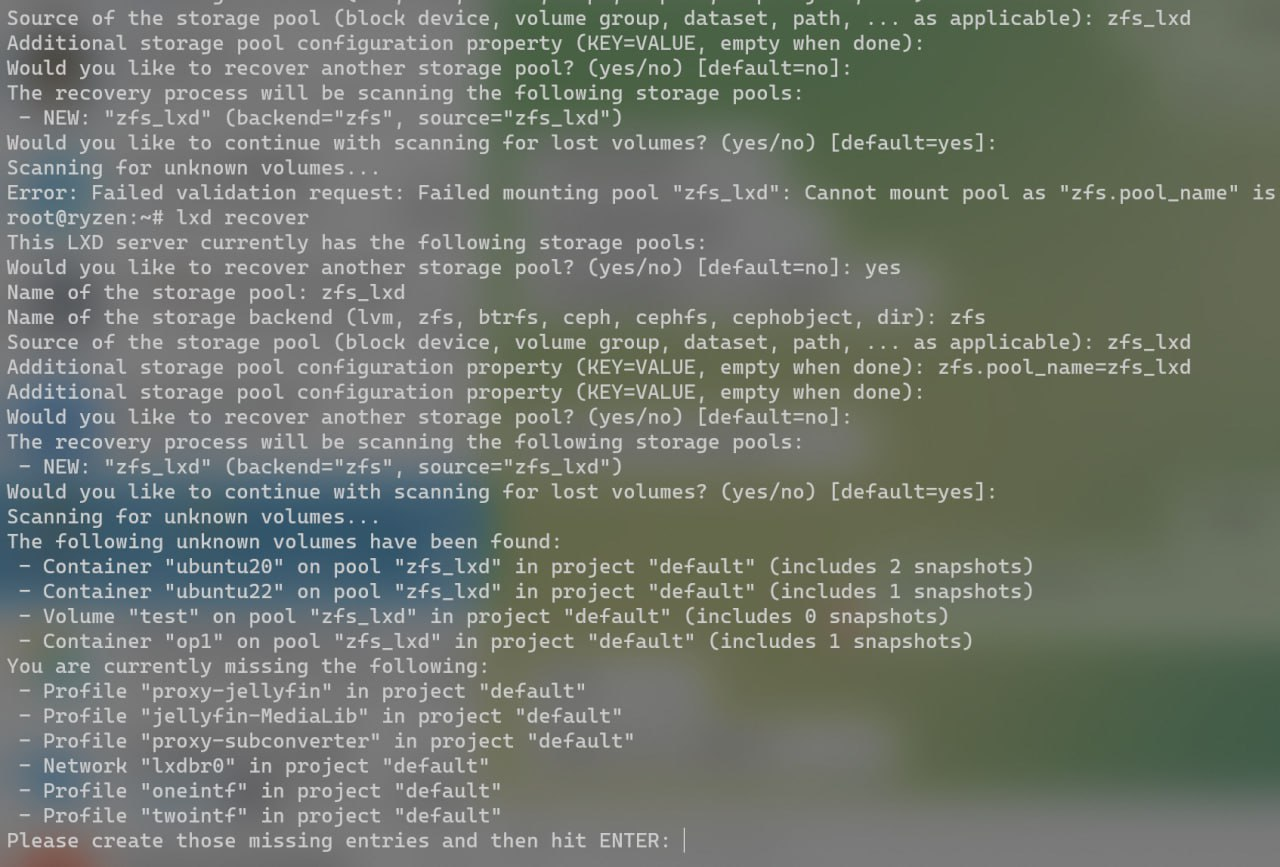 Source of the storage pool (block device, volume group, dataset, path, ... as applicable): zfs_lxd
Additional storage pool configuration property (KEY=VALUE, empty when done):
Would you like to recover another storage pool? (yes/no) [default=no]:
The recovery process will be scanning the following storage pools:
 - NEW: "zfs_lxd" (backend="zfs", source="zfs_lxd")
Would you like to continue with scanning for lost volumes? (yes/no) [default=yes]:
Scanning for unknown volumes...
Error: Failed validation request: Failed mounting pool "zfs_lxd": Cannot mount pool as "zfs.pool_name" is
root@ryzen:~# lxd recover
This LXD server currently has the following storage pools:
Would you like to recover another storage pool? (yes/no) [default=no]: yes
Name of the storage pool: zfs_lxd
Name of the storage backend (lvm, zfs, btrfs, ceph, cephfs, cephobject, dir): zfs
Source of the storage pool (block device, volume group, dataset, path, ... as applicable): zfs_lxd
Additional storage pool configuration property (KEY=VALUE, empty when done): zfs.pool_name=zfs_lxd
Additional storage pool configuration property (KEY=VALUE, empty when done):
Would you like to recover another storage pool? (yes/no) [default=no]:
The recovery process will be scanning the following storage pools:
 - NEW: "zfs_lxd" (backend="zfs", source="zfs_lxd")
Would you like to continue with scanning for lost volumes? (yes/no) [default=yes]:
Scanning for unknown volumes...
The following unknown volumes have been found:
 - Container "ubuntu20" on pool "zfs_lxd" in project "default" (includes 2 snapshots)
 - Container "ubuntu22" on pool "zfs_lxd" in project "default" (includes 1 snapshots)
 - Volume "test" on pool "zfs_lxd" in project "default" (includes 0 snapshots)
 - Container "op1" on pool "zfs_lxd" in project "default" (includes 1 snapshots)
You are currently missing the following:
 - Profile "proxy-jellyfin" in project "default"
 - Profile "jellyfin-MediaLib" in project "default"
 - Profile "proxy-subconverter" in project "default"
 - Network "lxdbr0" in project "default"
 - Profile "oneintf" in project "default"
 - Profile "twointf" in project "default"
Please create those missing entries and then hit ENTER: